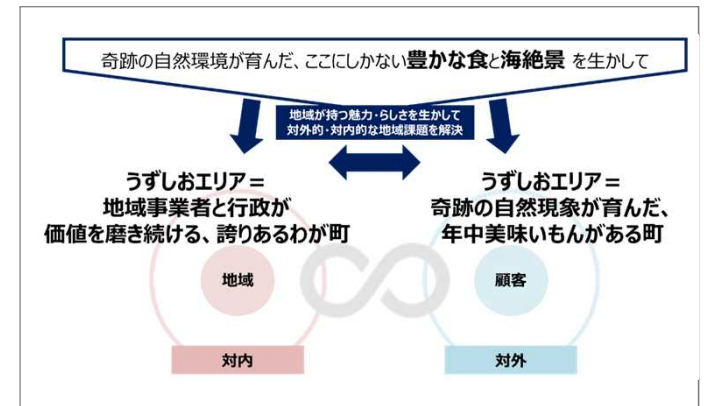 奇跡の自然環境が育んだ、ここにしかない豊かな食と海絶景 を生かして
地域が持つ魅力・らしさを生かして
対外的・対内的な地域課題を解決
うずしおエリア＝
地域事業者と行政が
価値を磨き続ける、誇りあるわが町
うずしおエリア＝
奇跡の自然現象が育んだ、
年中美味いもんがある町
地域
顧客
対内
対外